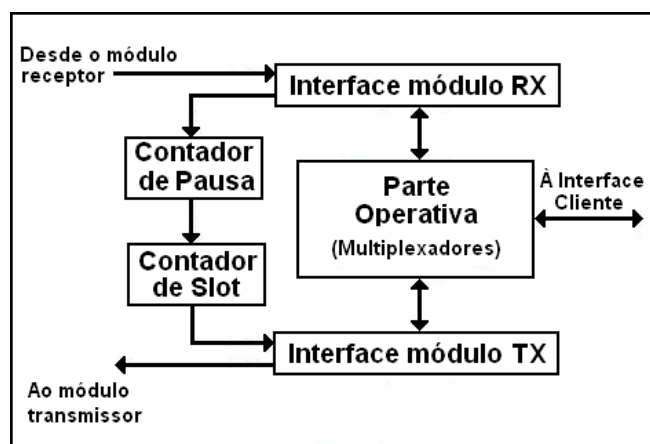 Desde o módulo
receptor
Interface módulo RX
Contador
de Pausa
Parte
Operativa
(Multiplexadores)
À Interface
Cliente
Contador
de Slot
Interface módulo TX
Ao módulo
transmissor